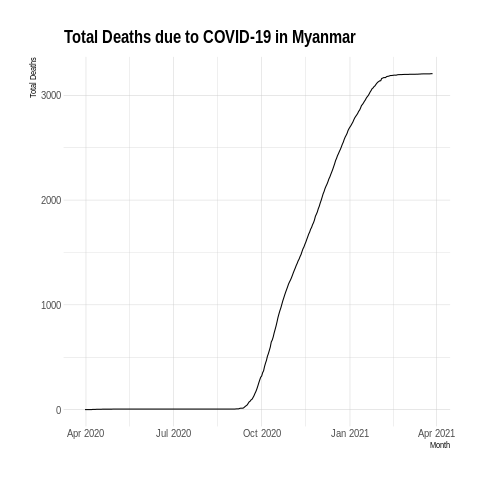 Total Deaths due to COVID-19 in Myanmar
Total Deaths
3000
2000
1000
0
Apr 2020
Jul 2020
Oct 2020
Jan 2021
Apr 2021
Month